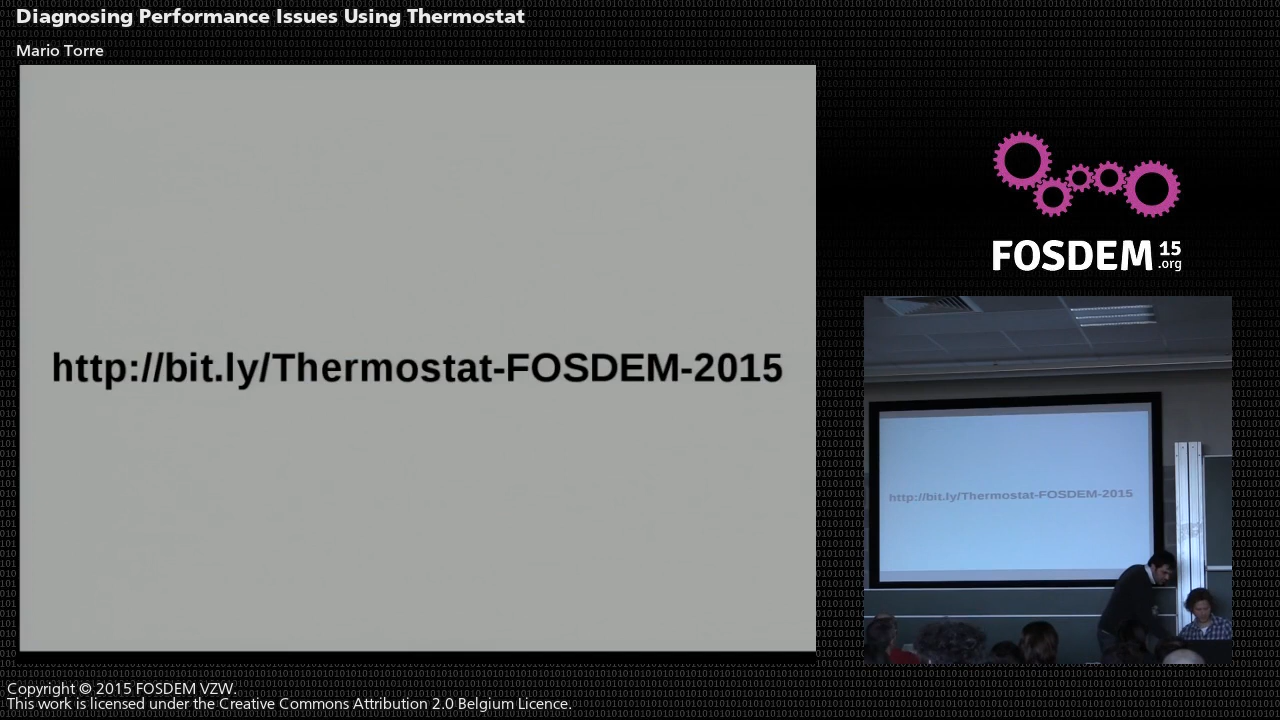 Diagnosing Performance Issues Using Thermostat
Mario Torre
http://bit.ly/Thermostat-FOSDEM-2015
FOSDEM 15
.org
http://bit.ly/Thermostat-FOSDEM-2015
Copyright © 2015 FOSDEM VZW.
This work is licensed under the Creative Commons Attribution 2.0 Belgium Licence.